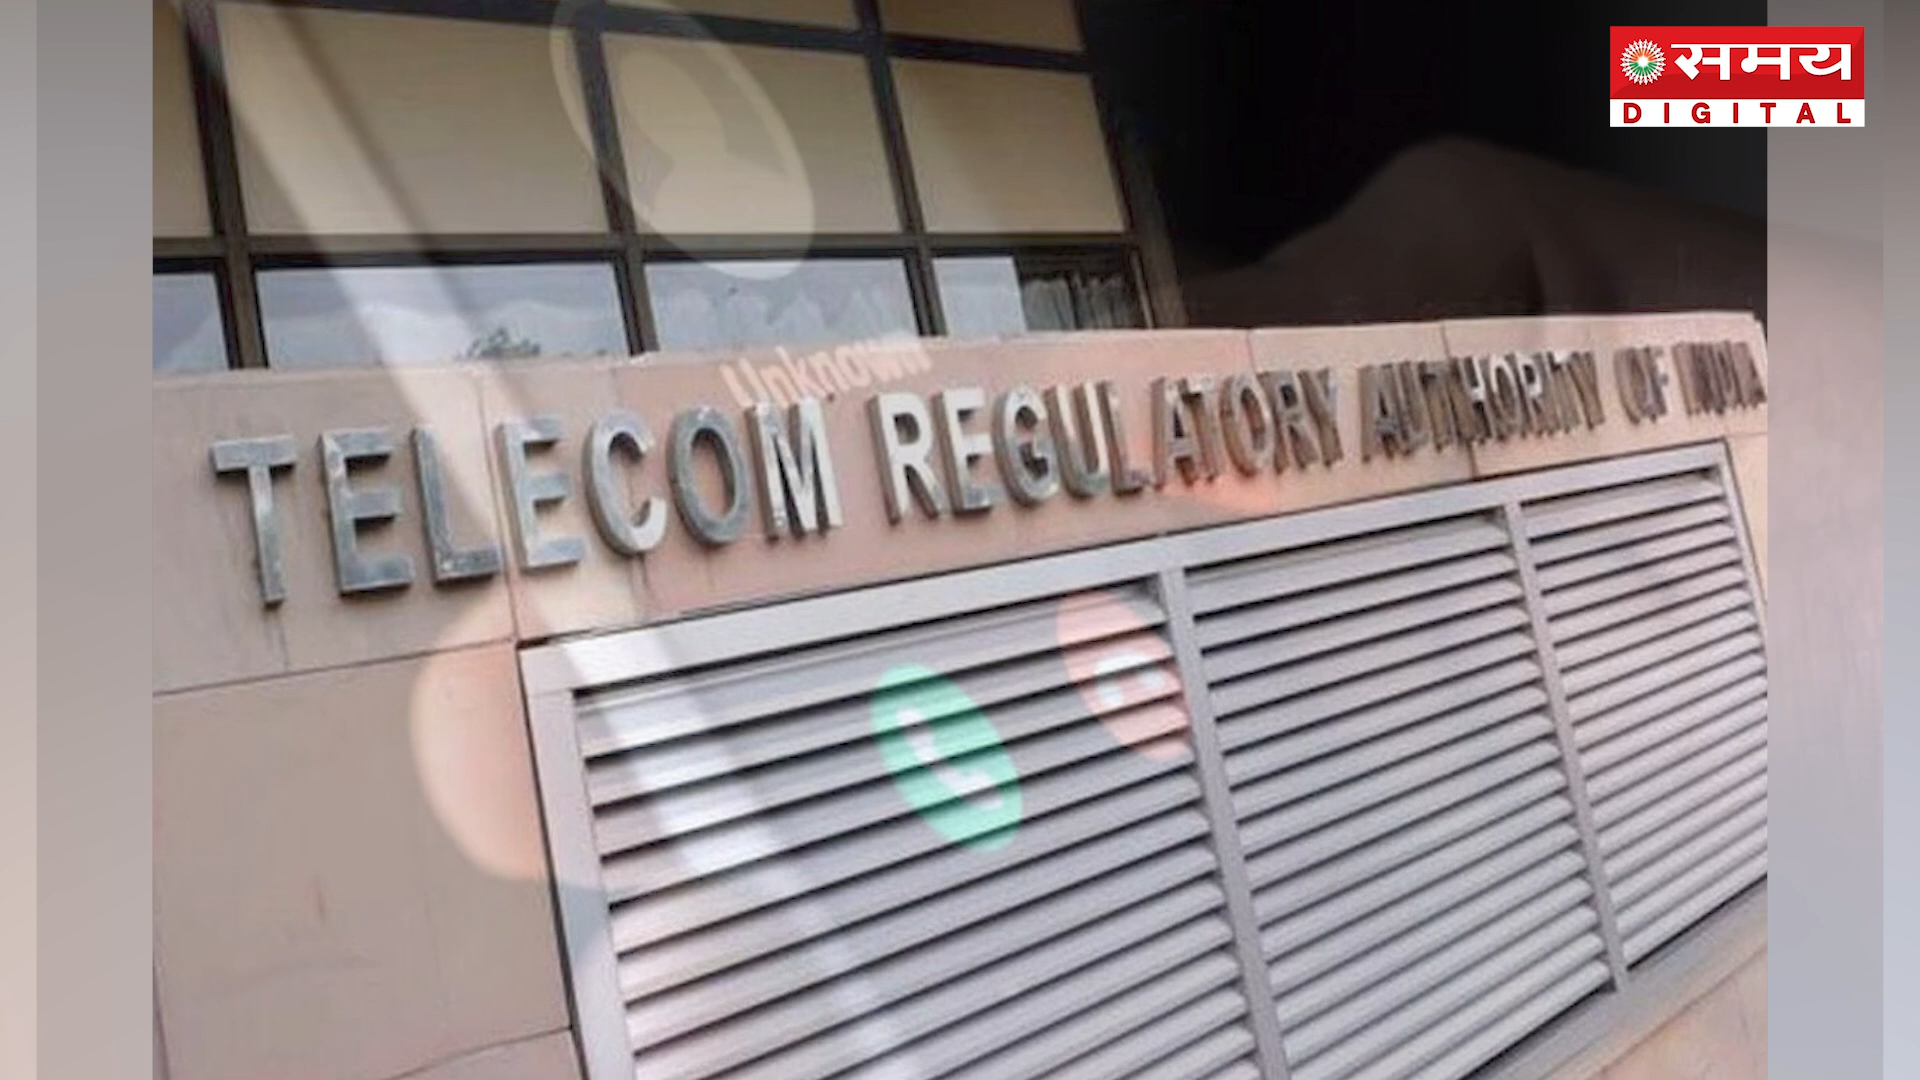 समय
DIGITAL
Unknown
TELECOM REGULATORY AUTHORITY OF INDIA